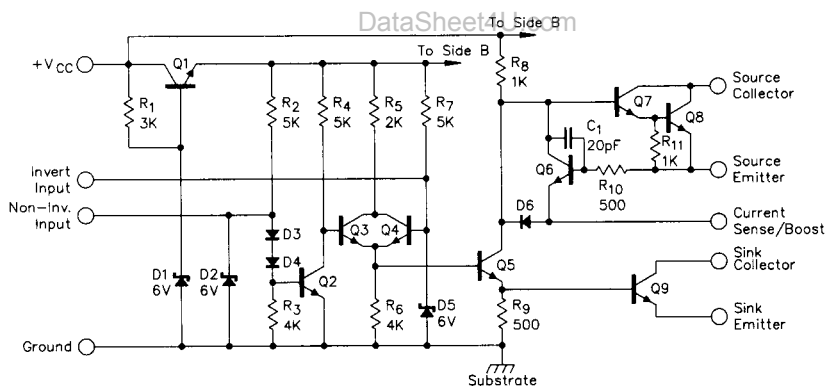 DataSheet4U.com
To Side B
To Side B
+VCC
Q1
R1
3K
R2
5K
R4
5K
R5
2K
R7
5K
R8
1K
Q7
Q8
Source
Collector
C1
20pF
R11
1K
Q6
R10
500
Source
Emitter
Invert
Input
Non-Inv.
Input
D3
D4
Q3
Q4
D6
Current
Sense/Boost
D1
6V
D2
6V
Q2
Q5
Sink
Collector
R3
4K
R6
4K
D5
6V
R9
500
Q9
Sink
Emitter
Ground
Substrate